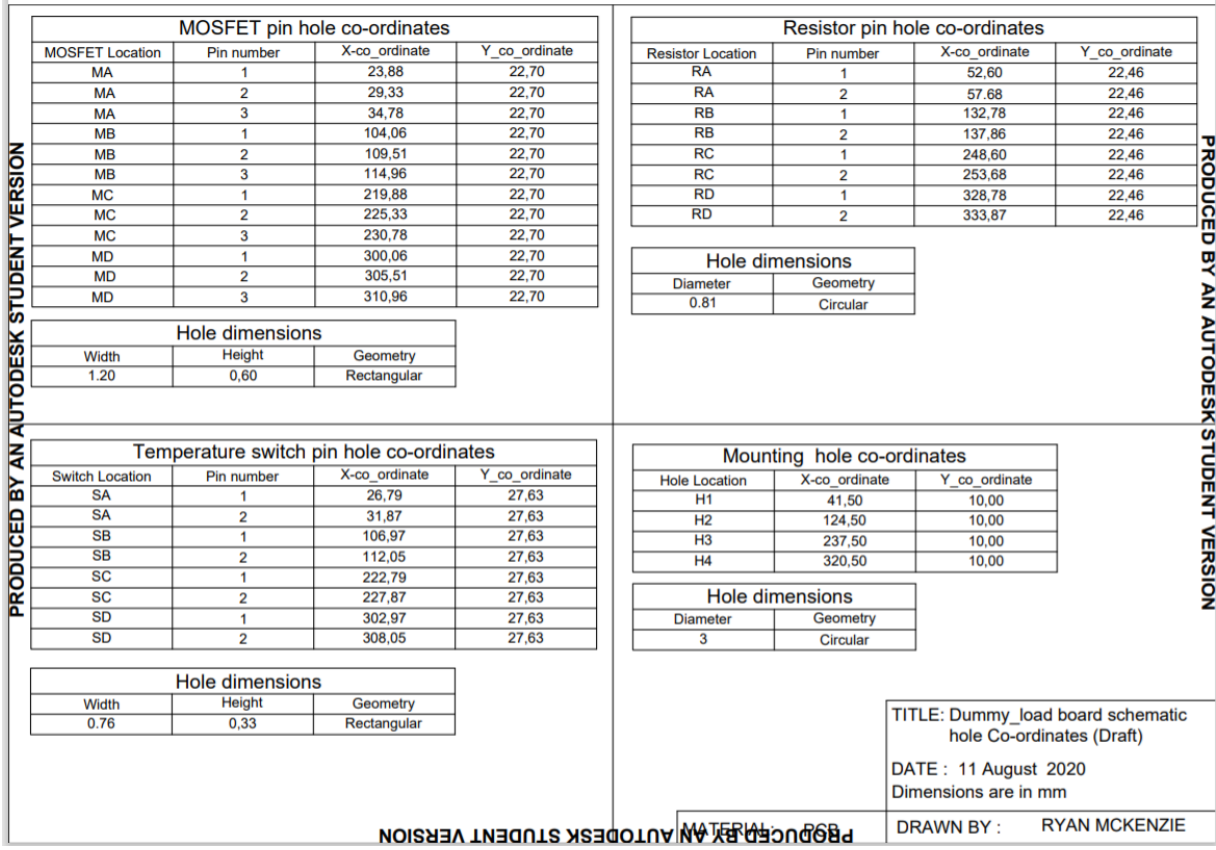 MOSFET pin hole co-ordinates
MOSFET Location Pin number X-co_ordinate Y_co_ordinate
MA 1 23,88 22,70
MA 2 29,33 22,70
MA 3 34,78 22,70
MB 1 104,06 22,70
MB 2 109,51 22,70
MB 3 114,96 22,70
MC 1 219,88 22,70
MC 2 225,33 22,70
MC 3 230,78 22,70
MD 1 300,06 22,70
MD 2 305,51 22,70
MD 3 310,96 22,70
Hole dimensions
Width Height Geometry
1.20 0,60 Rectangular
Resistor pin hole co-ordinates
Resistor Location Pin number X-co_ordinate Y_co_ordinate
RA 1 52,60 22,46
RA 2 57.68 22,46
RB 1 132,78 22,46
RB 2 137,86 22,46
RC 1 248,60 22,46
RC 2 253,68 22,46
RD 1 328,78 22,46
RD 2 333,87 22,46
Hole dimensions
Diameter Geometry
0.81 Circular
Temperature switch pin hole co-ordinates
Switch Location Pin number X-co_ordinate Y_co_ordinate
SA 1 26,79 27,63
SA 2 31,87 27,63
SB 1 106,97 27,63
SB 2 112,05 27,63
SC 1 222,79 27,63
SC 2 227,87 27,63
SD 1 302,97 27,63
SD 2 308,05 27,63
Hole dimensions
Width Height Geometry
0.76 0,33 Rectangular
Mounting hole co-ordinates
Hole Location X-co_ordinate Y_co_ordinate
H1 41,50 10,00
H2 124,50 10,00
H3 237,50 10,00
H4 320,50 10,00
Hole dimensions
Diameter Geometry
3 Circular
TITLE: Dummy_load board schematic
hole Co-ordinates (Draft)
DATE : 11 August 2020
Dimensions are in mm
MATERIAL: PCB
DRAWN BY : RYAN MCKENZIE
PRODUCED BY AN AUTODESK STUDENT VERSION
PRODUCED BY AN AUTODESK STUDENT VERSION
PRODUCED BY AN AUTODESK STUDENT VERSION